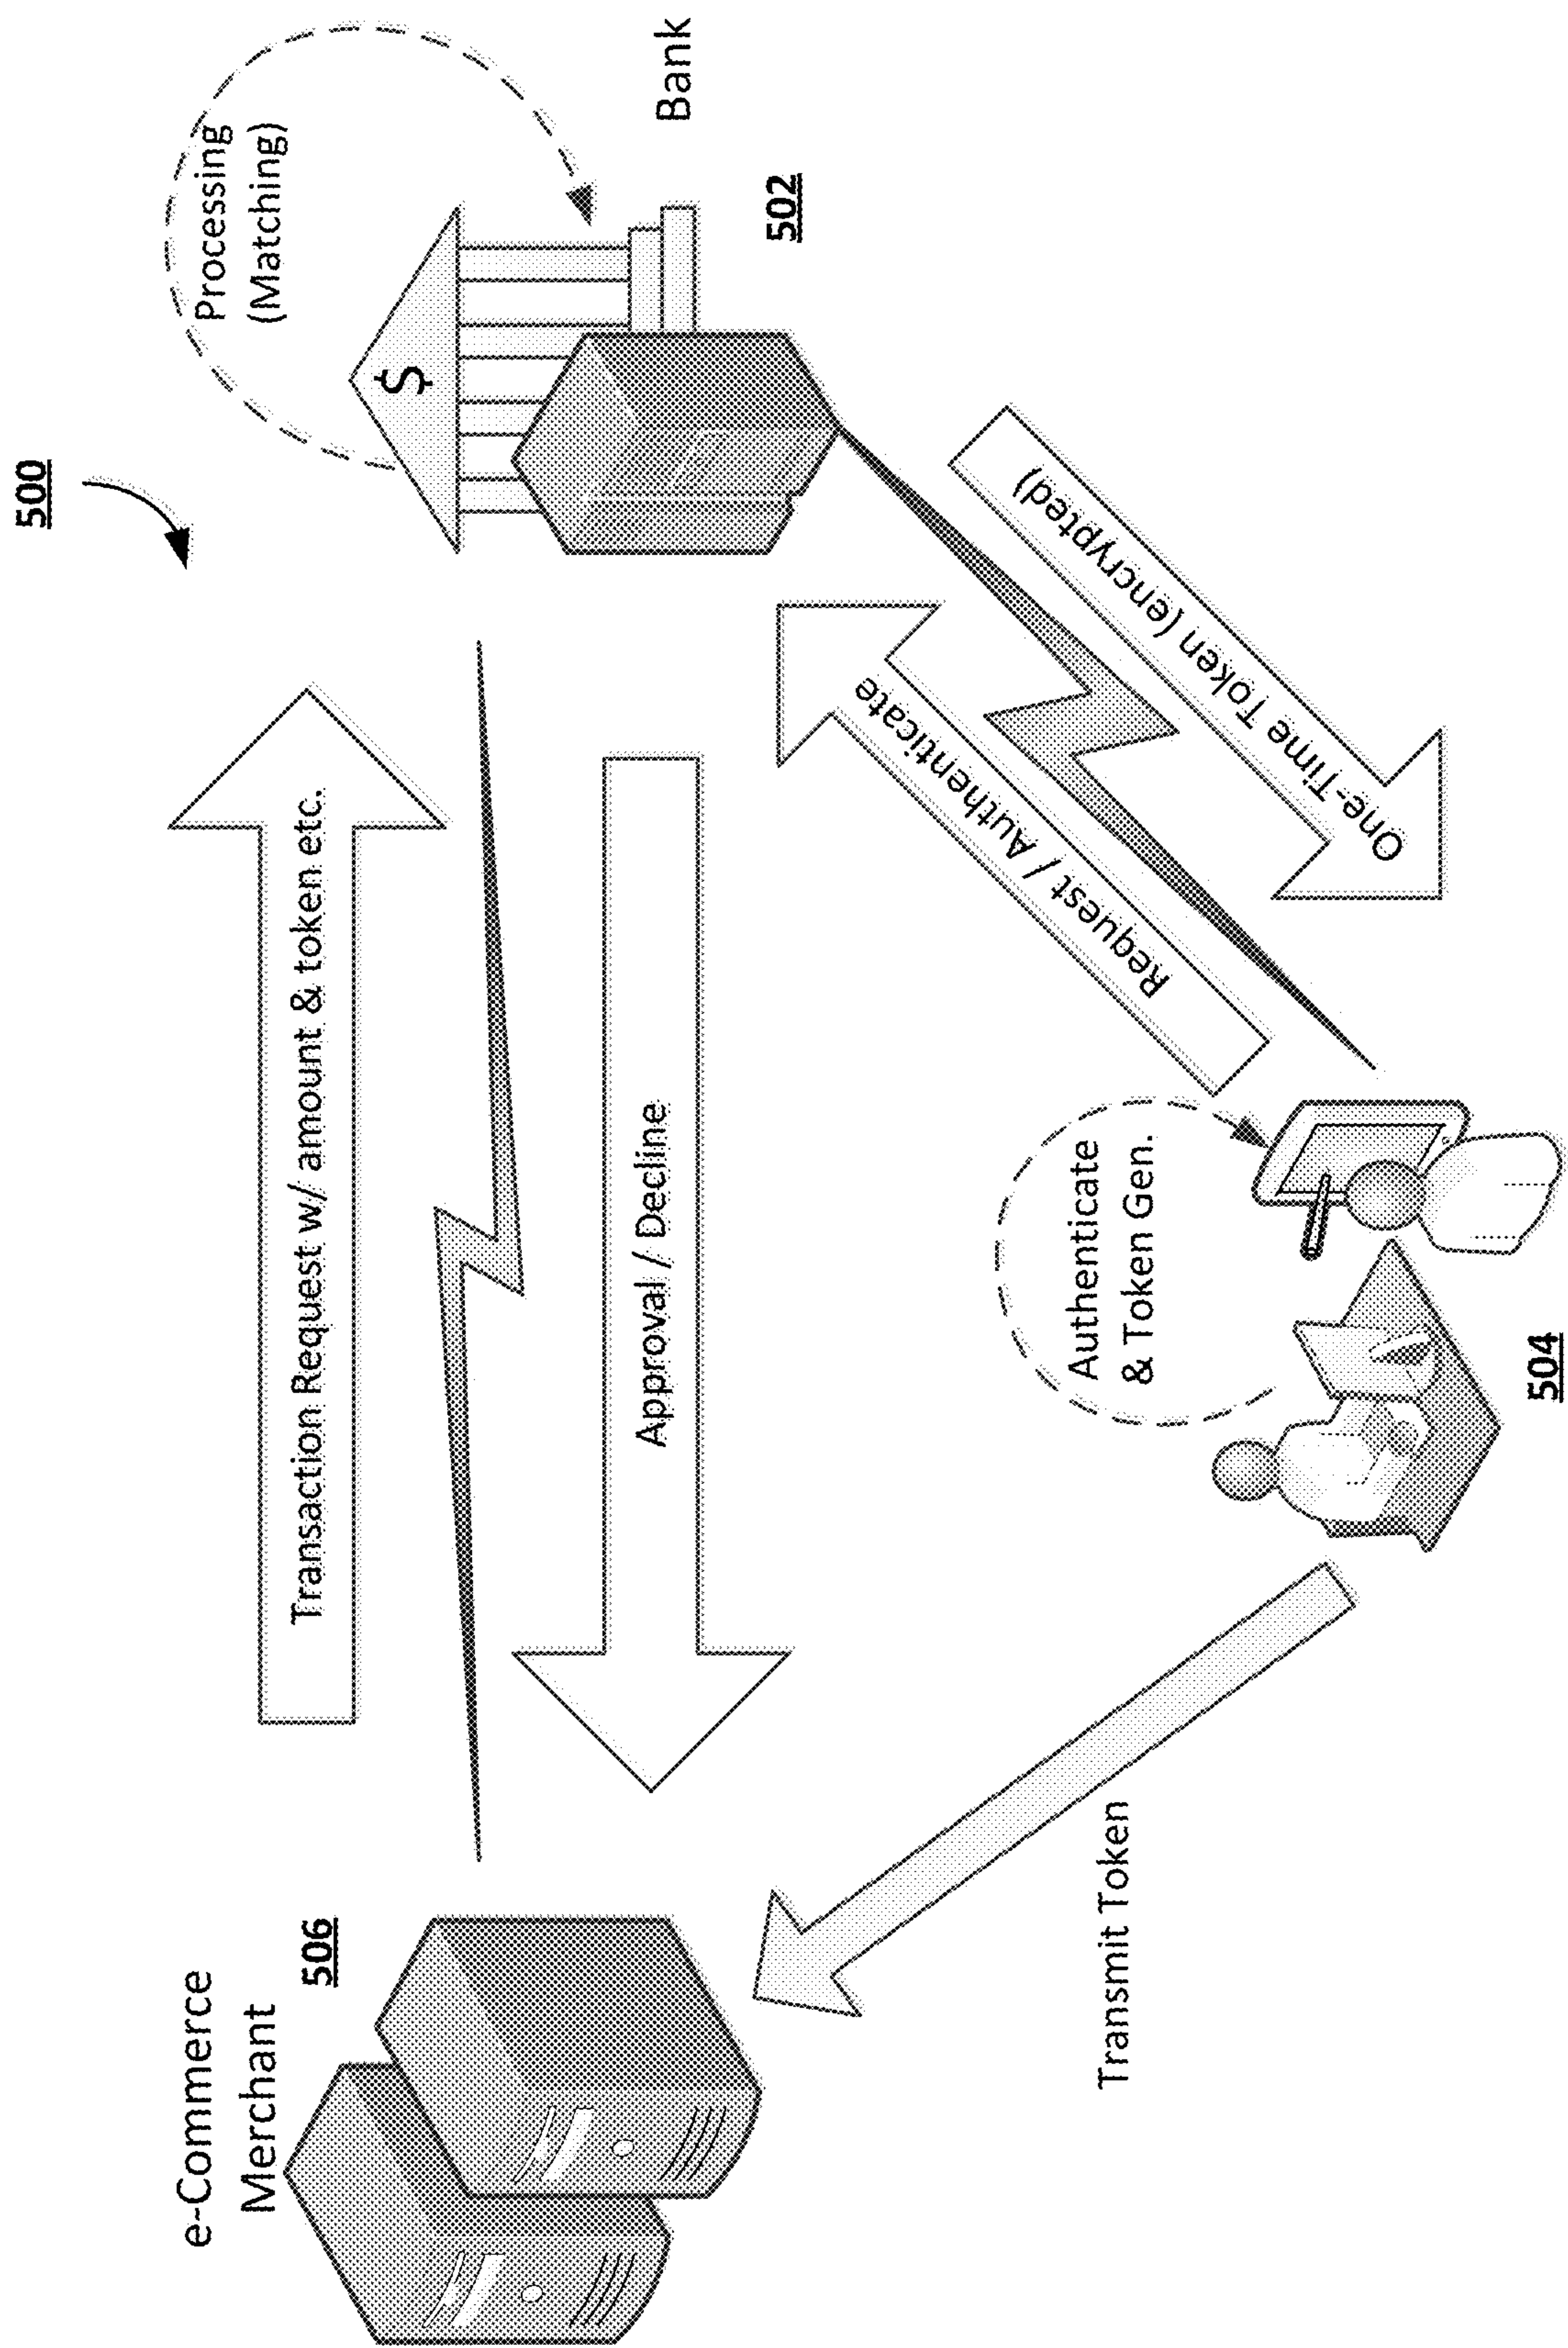 500
e-Commerce
Merchant
506
Transaction Request w/ amount & token etc.
Processing
(Matching)
$
Bank
502
Approval / Decline
Request / Authenticate
One-Time Token (encrypted)
Authenticate
& Token Gen.
Transmit Token
504